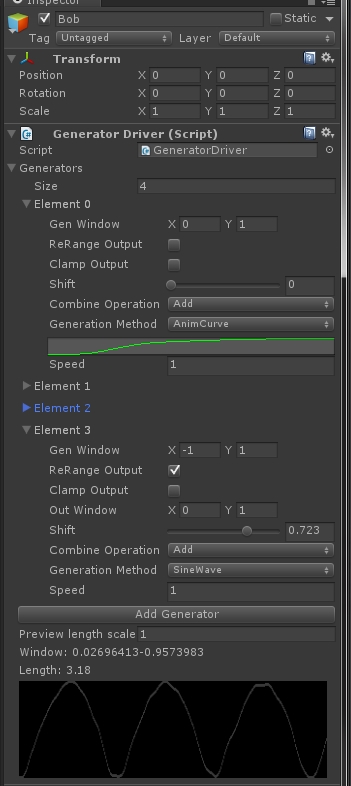 Inspector
Bob Static
Tag Untagged Layer Default
Transform
Position X 0 Y 0 Z 0
Rotation X 0 Y 0 Z 0
Scale X 1 Y 1 Z 1
Generator Driver (Script)
Script GeneratorDriver
Generators
Size 4
Element 0
Gen Window X 0 Y 1
ReRange Output
Clamp Output
Shift 0
Combine Operation Add
Generation Method AnimCurve
Speed 1
Element 1
Element 2
Element 3
Gen Window X -1 Y 1
ReRange Output
Clamp Output
Out Window X 0 Y 1
Shift 0.723
Combine Operation Add
Generation Method SineWave
Speed 1
Add Generator
Preview length scale 1
Window: 0.02696413-0.9573983
Length: 3.18